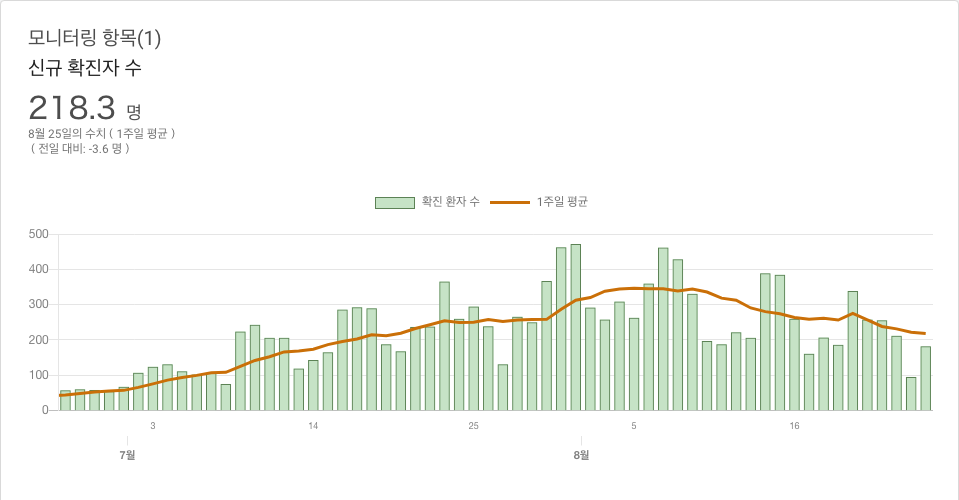 모니터링 항목(1)
신규 확진자 수
218.3 명
8월 25일의 수치 ( 1주일 평균 )
( 전일 대비: -3.6 명 )
확진 환자 수 1주일 평균
500
400
300
200
100
0
3 14 25 5 16
7월 8월